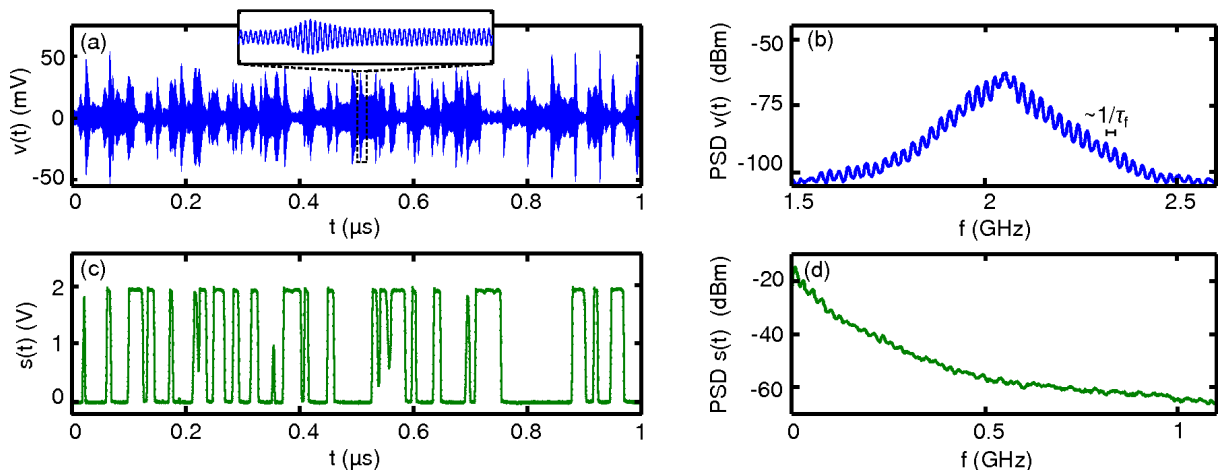 (a)
50
0
-50
v(t) (mV)
0 0.2 0.4 0.6 0.8 1
t (μs)
(b)
-50
-75
-100
PSD v(t) (dBm)
~1/τf
1.5 2 2.5
f (GHz)
(c)
2
1
0
s(t) (V)
0 0.2 0.4 0.6 0.8 1
t (μs)
(d)
-20
-40
-60
PSD s(t) (dBm)
0 0.5 1
f (GHz)